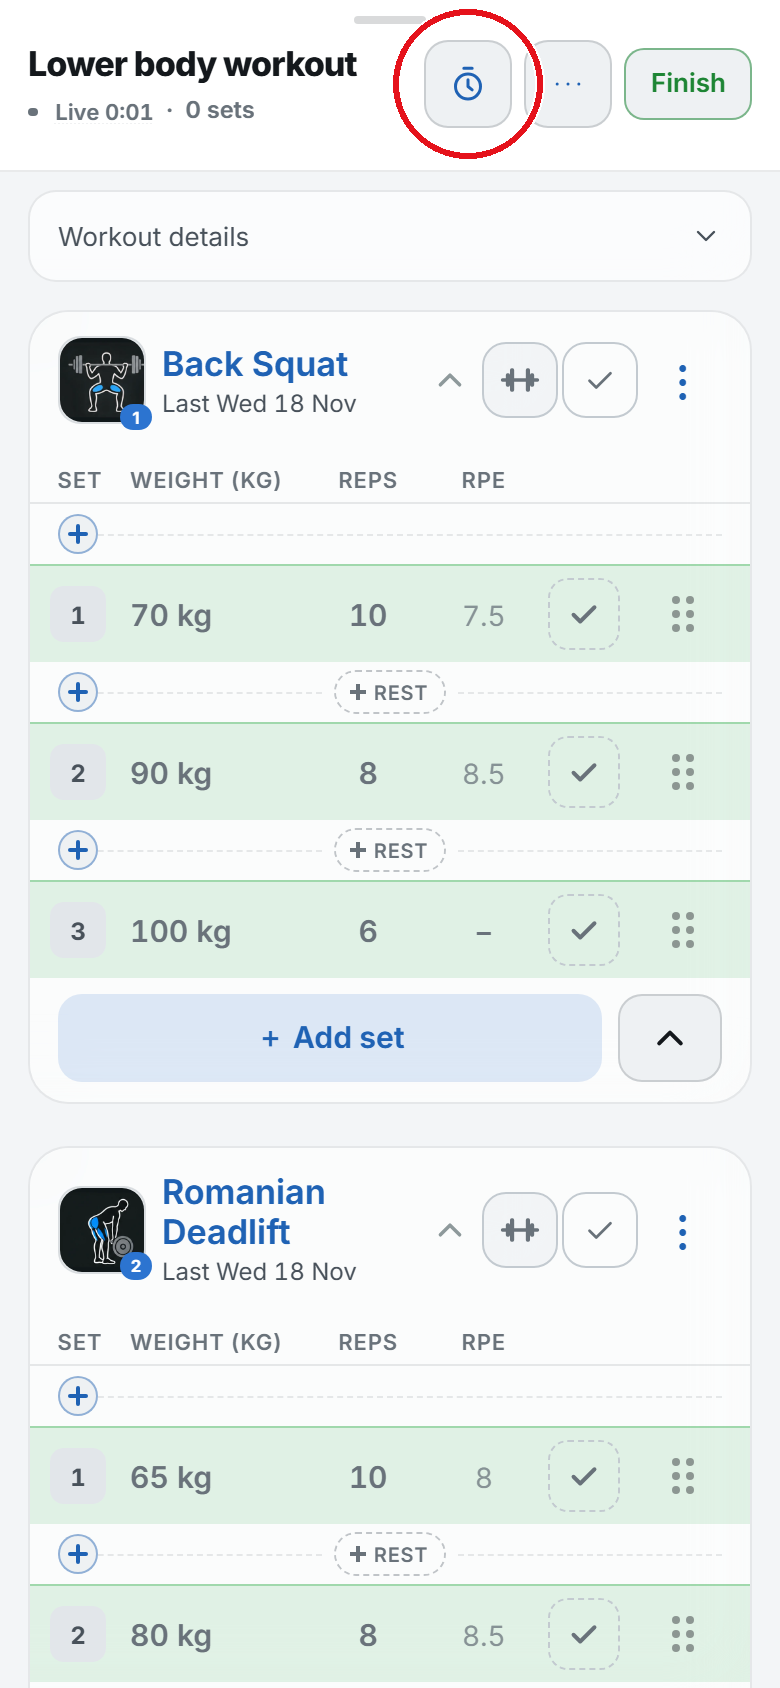 Lower body workout
Live 0:01 · 0 sets
...
Finish
Workout details
Back Squat
Last Wed 18 Nov
1
SET WEIGHT (KG) REPS RPE
1 70 kg 10 7.5
+ REST
2 90 kg 8 8.5
+ REST
3 100 kg 6 –
+ Add set
Romanian
Deadlift
Last Wed 18 Nov
2
SET WEIGHT (KG) REPS RPE
1 65 kg 10 8
+ REST
2 80 kg 8 8.5